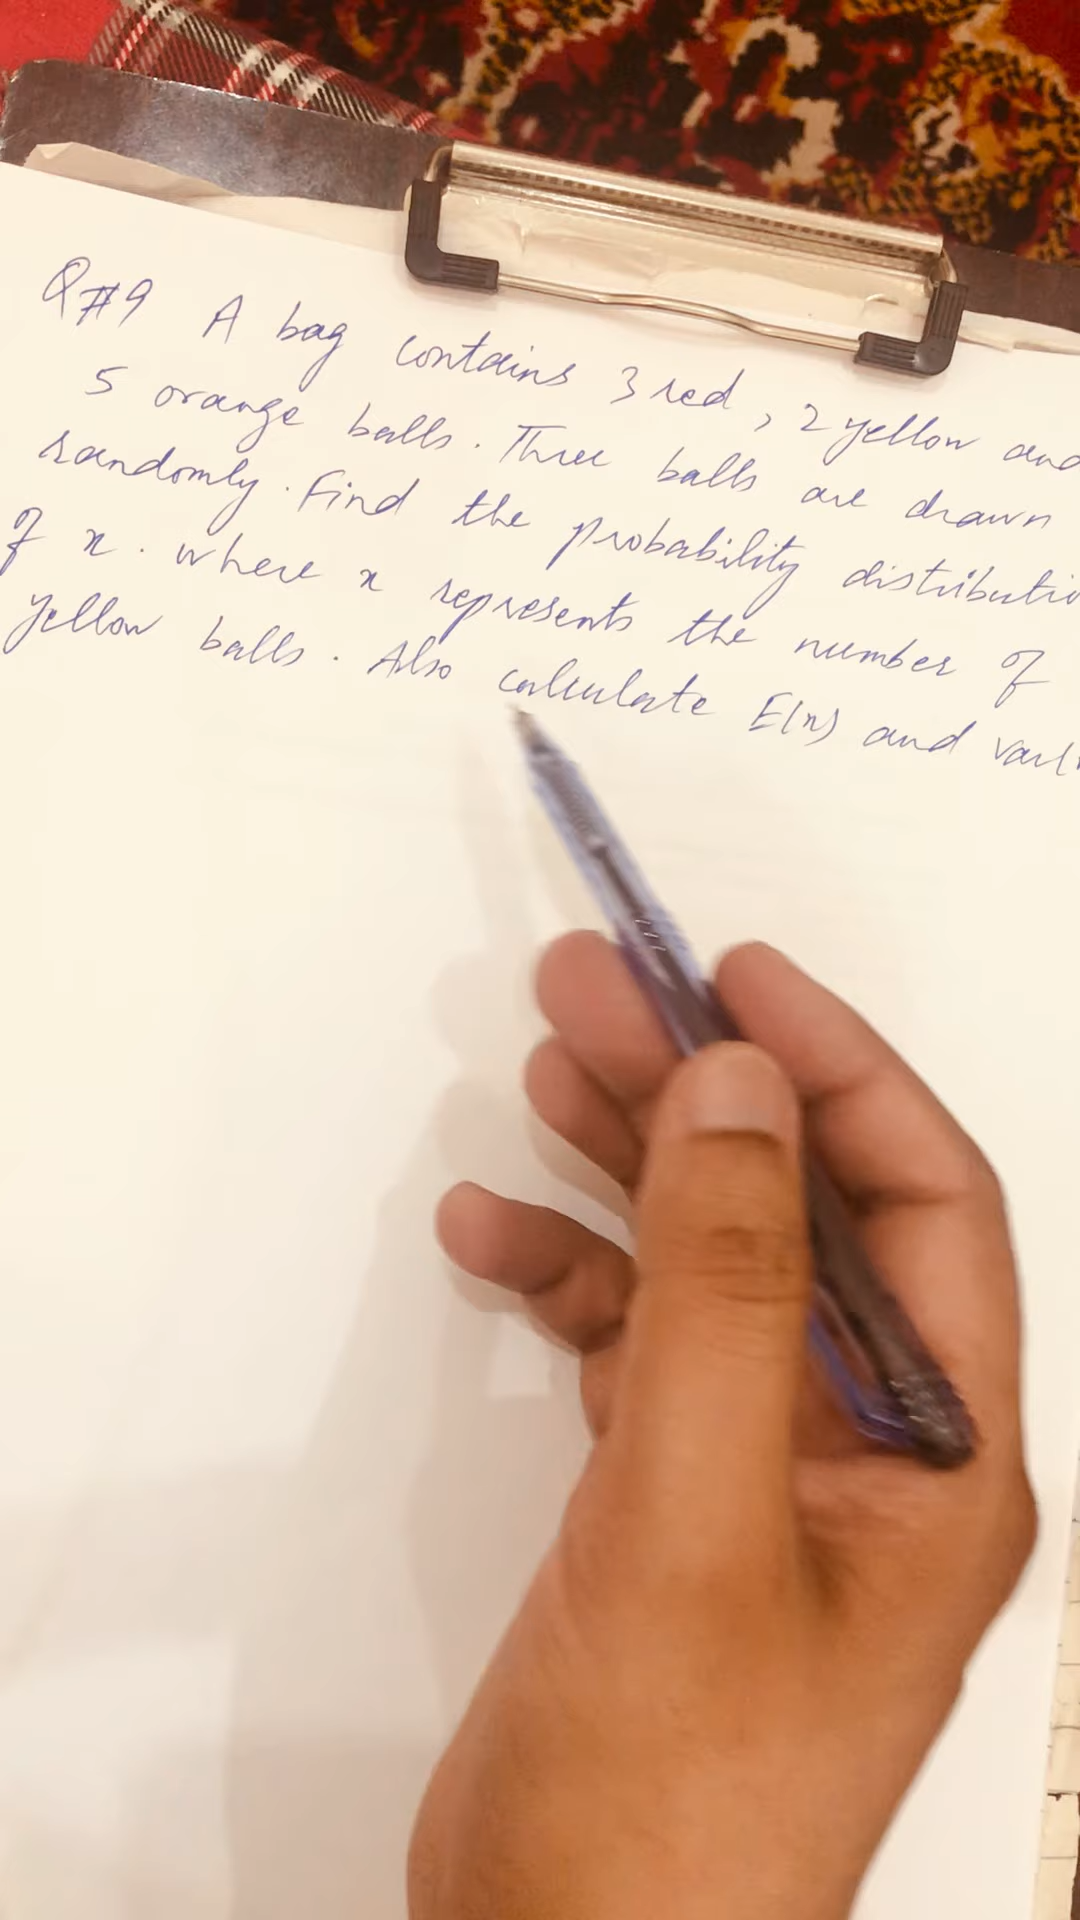 Q#9 A bag contains 3 red, 2 yellow and
5 orange balls. Three balls are drawn
randomly. Find the probability distributi
of x. where x represents the number of
yellow balls. Also calculate E(x) and var(